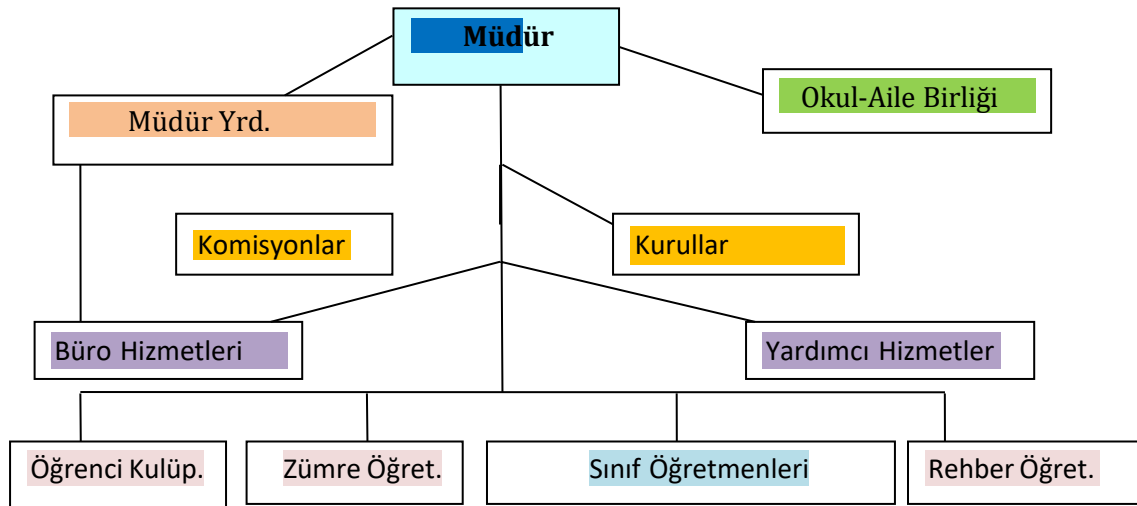 Müdür
Okul-Aile Birliği
Müdür Yrd.
Komisyonlar
Kurullar
Büro Hizmetleri
Yardımcı Hizmetler
Öğrenci Kulüp.
Zümre Öğret.
Sınıf Öğretmenleri
Rehber Öğret.